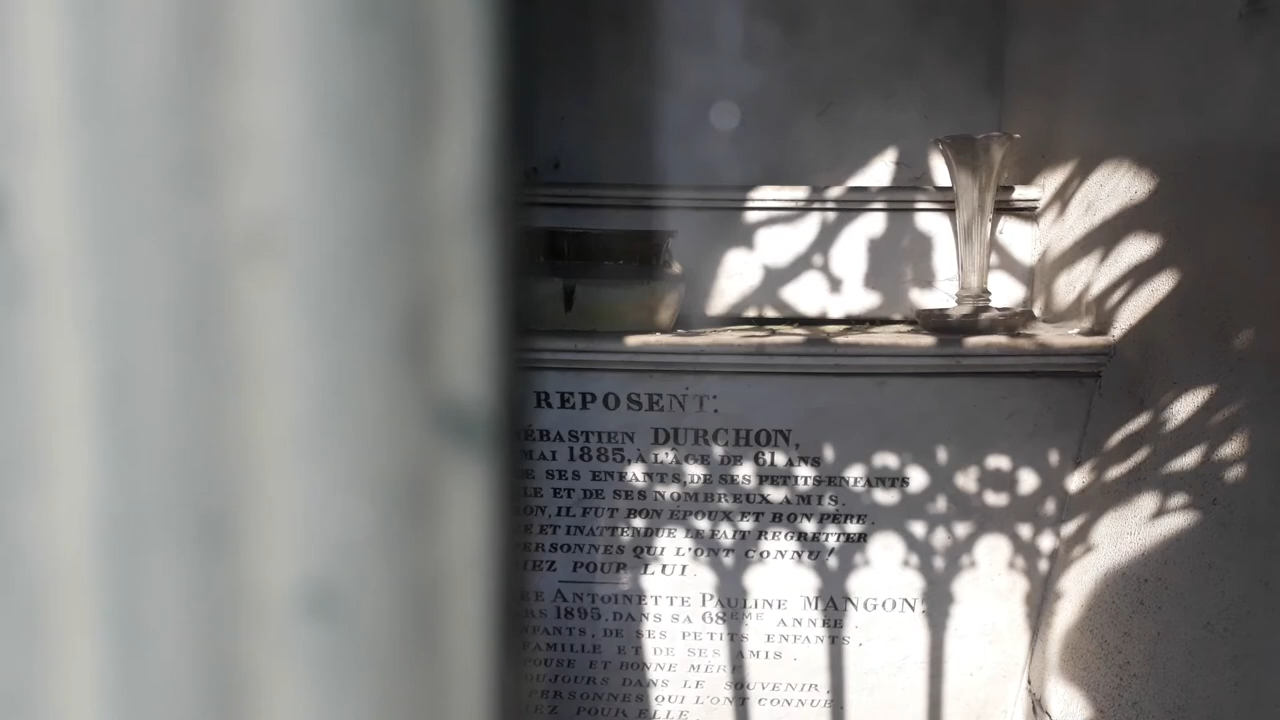 REPOSENT:
ÉBASTIEN DURCHON,
MAI 1885, À L'ÂGE DE 61 ANS
E SES ENFANTS, DE SES PETITS-ENFANTS
LE ET DE SES NOMBREUX AMIS.
ON, IL FUT BON ÉPOUX ET BON PÈRE.
E ET INATTENDUE LE FAIT REGRETTER
PERSONNES QUI L'ONT CONNU!
IEZ POUR LUI.
E ANTOINETTE PAULINE MANGON,
RS 1895, DANS SA 68EME ANNÉE.
NFANTS, DE SES PETITS ENFANTS,
FAMILLE ET DE SES AMIS.
POUSE ET BONNE MÈRE
OUJOURS DANS LE SOUVENIR,
PERSONNES QUI L'ONT CONNUE.
IEZ POUR ELLE.